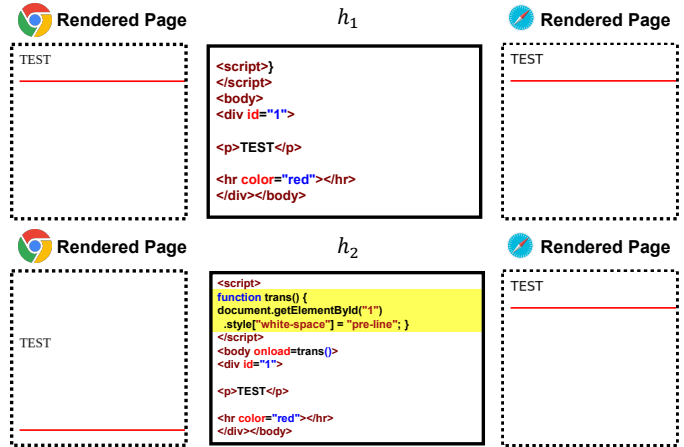 Rendered Page
h₁
Rendered Page
TEST
<script>}
</script>
<body>
<div id="1">
<p>TEST</p>
<hr color="red"></hr>
</div></body>
TEST
Rendered Page
h₂
Rendered Page
TEST
<script>
function trans() {
document.getElementById("1")
.style["white-space"] = "pre-line"; }
</script>
<body onload=trans()>
<div id="1">
<p>TEST</p>
<hr color="red"></hr>
</div></body>
TEST